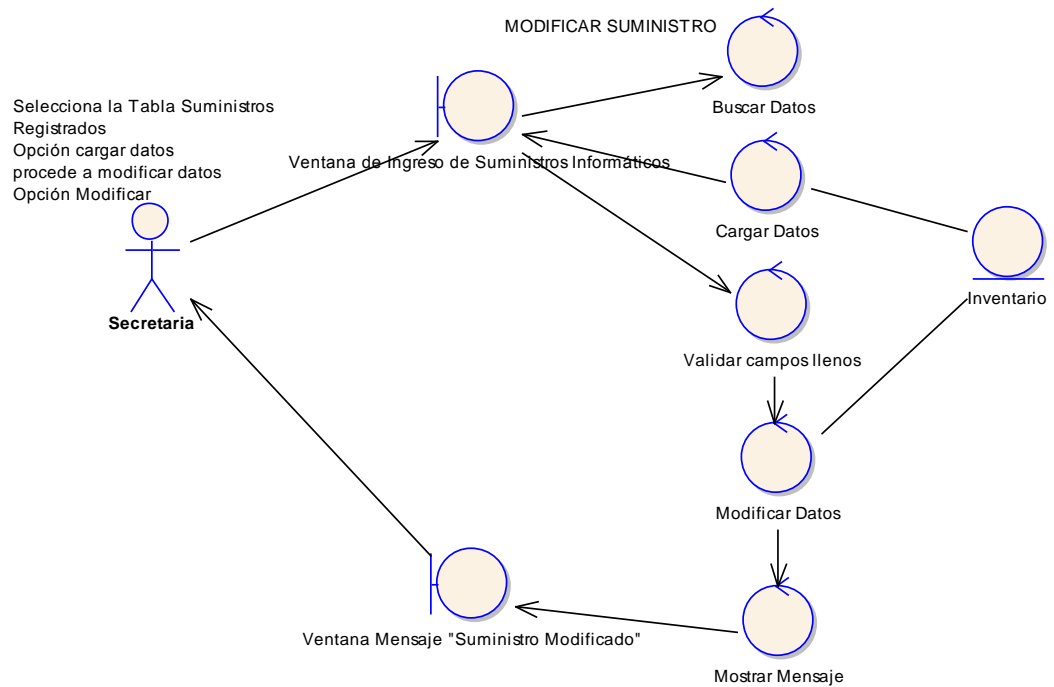 MODIFICAR SUMINISTRO
Buscar Datos
Selecciona la Tabla Suministros
Registrados
Opción cargar datos
procede a modificar datos
Opción Modificar
Ventana de Ingreso de Suministros Informáticos
Cargar Datos
Inventario
Secretaria
Validar campos llenos
Modificar Datos
Ventana Mensaje "Suministro Modificado"
Mostrar Mensaje